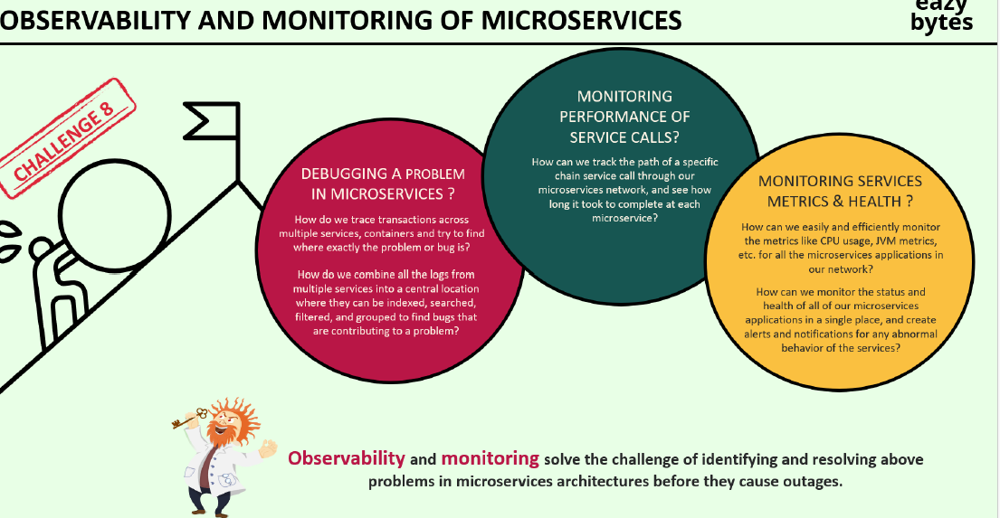 OBSERVABILITY AND MONITORING OF MICROSERVICES
eazy
bytes
CHALLENGE 8
DEBUGGING A PROBLEM
IN MICROSERVICES ?
How do we trace transactions across
multiple services, containers and try to find
where exactly the problem or bug is?
How do we combine all the logs from
multiple services into a central location
where they can be indexed, searched,
filtered, and grouped to find bugs that
are contributing to a problem?
MONITORING
PERFORMANCE OF
SERVICE CALLS?
How can we track the path of a specific
chain service call through our
microservices network, and see how
long it took to complete at each
microservice?
MONITORING SERVICES
METRICS & HEALTH ?
How can we easily and efficiently monitor
the metrics like CPU usage, JVM metrics,
etc. for all the microservices applications in
our network?
How can we monitor the status and
health of all of our microservices
applications in a single place, and create
alerts and notifications for any abnormal
behavior of the services?
Observability and monitoring solve the challenge of identifying and resolving above
problems in microservices architectures before they cause outages.